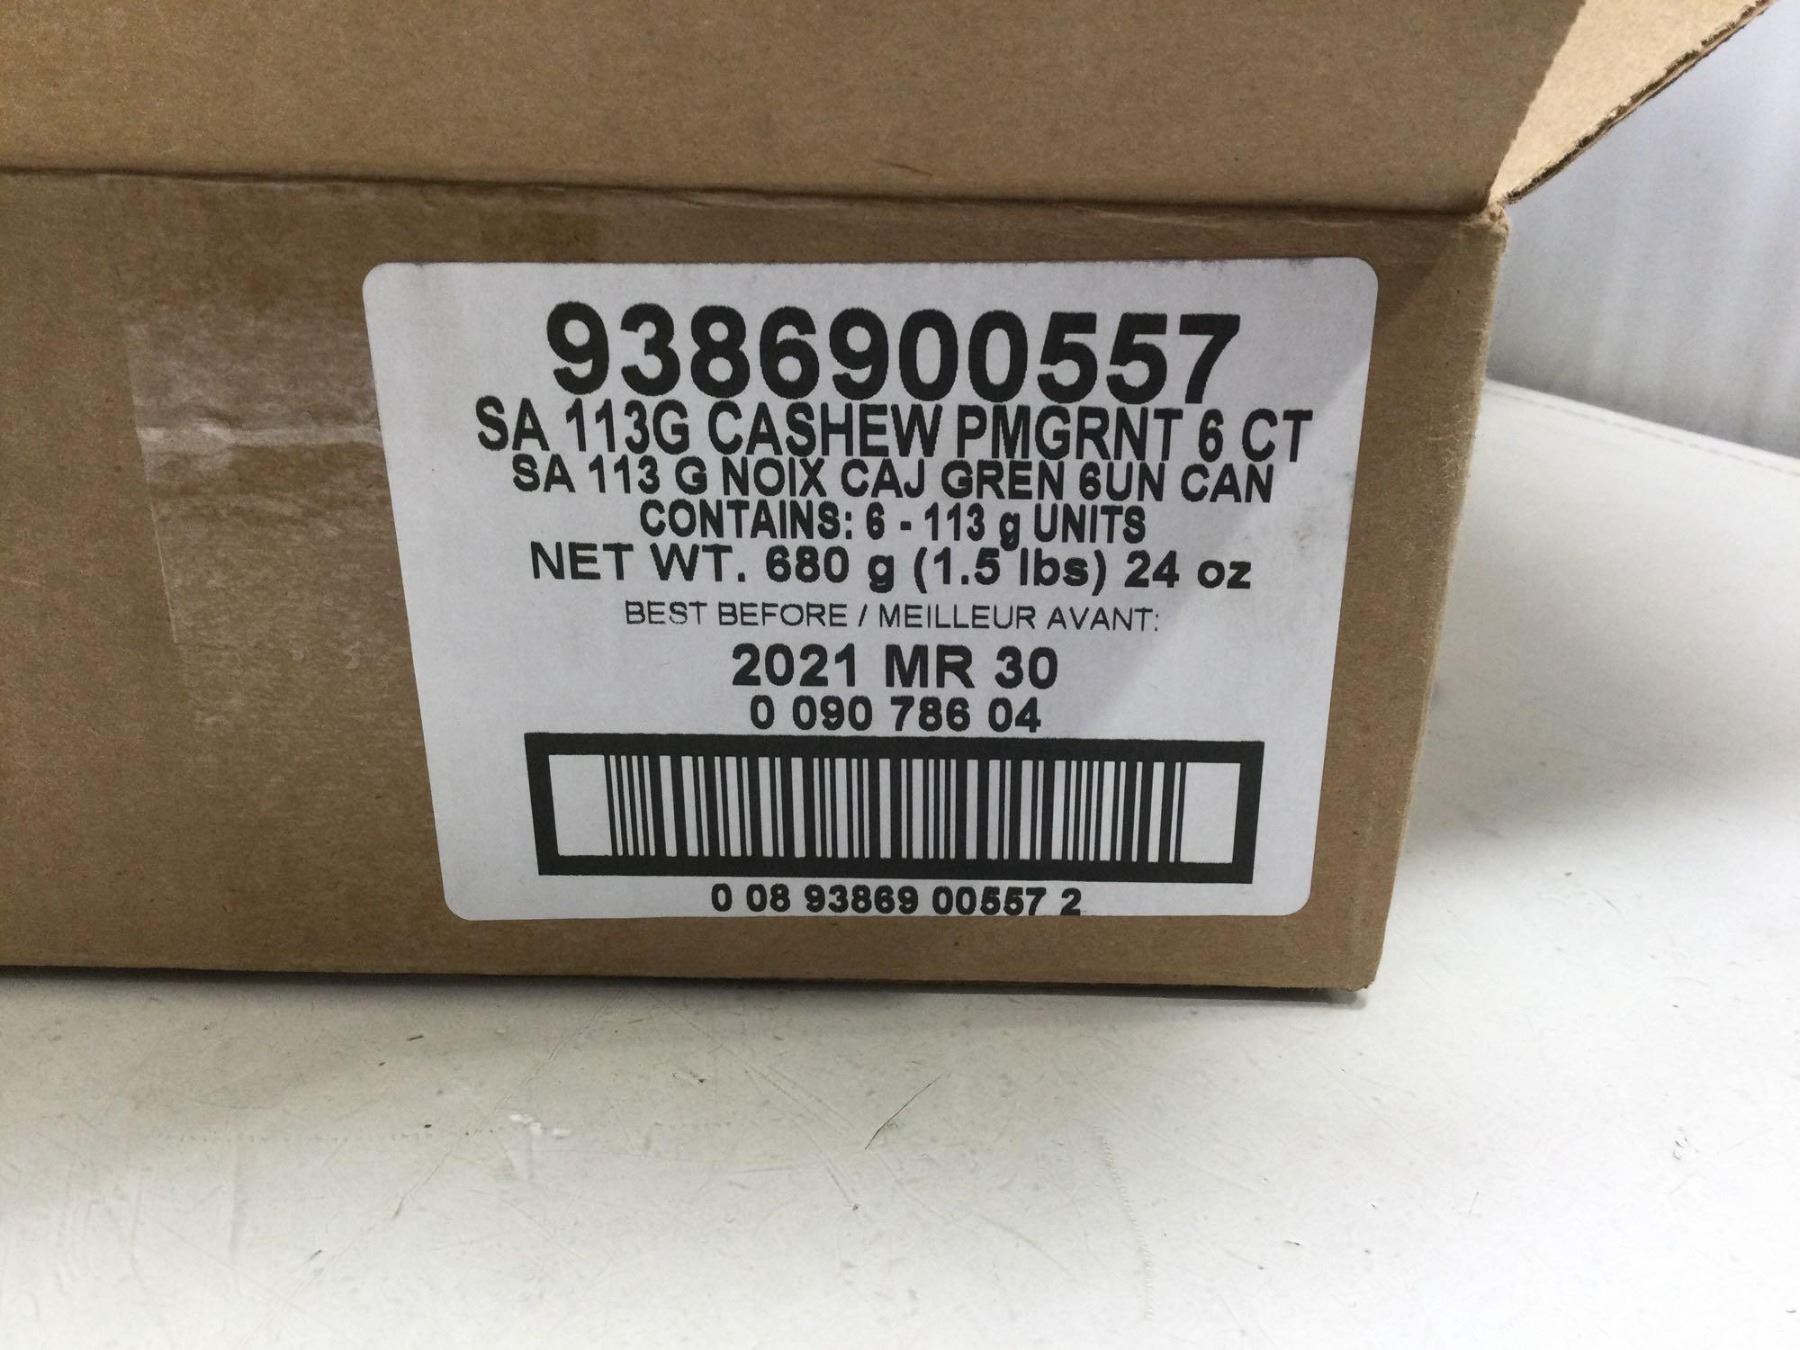 9386900557
SA 113G CASHEW PMGRNT 6 CT
SA 113 G NOIX CAJ GREN 6UN CAN
CONTAINS: 6 - 113 g UNITS
NET WT. 680 g (1.5 lbs) 24 oz
BEST BEFORE / MEILLEUR AVANT:
2021 MR 30
0 090 786 04
0 08 93869 00557 2